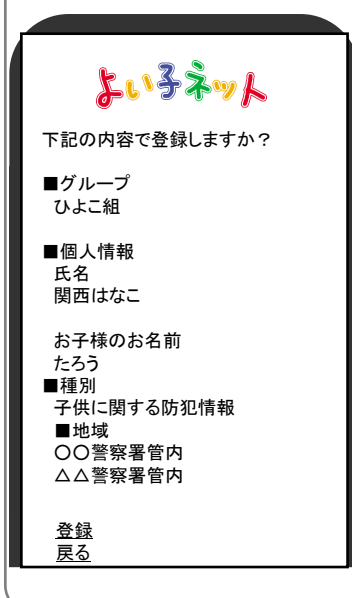 よい子ネット
下記の内容で登録しますか？
■グループ
ひよこ組
■個人情報
氏名
関西はなこ
お子様のお名前
たろう
■種別
子供に関する防犯情報
■地域
〇〇警察署管内
△△警察署管内
登録
戻る